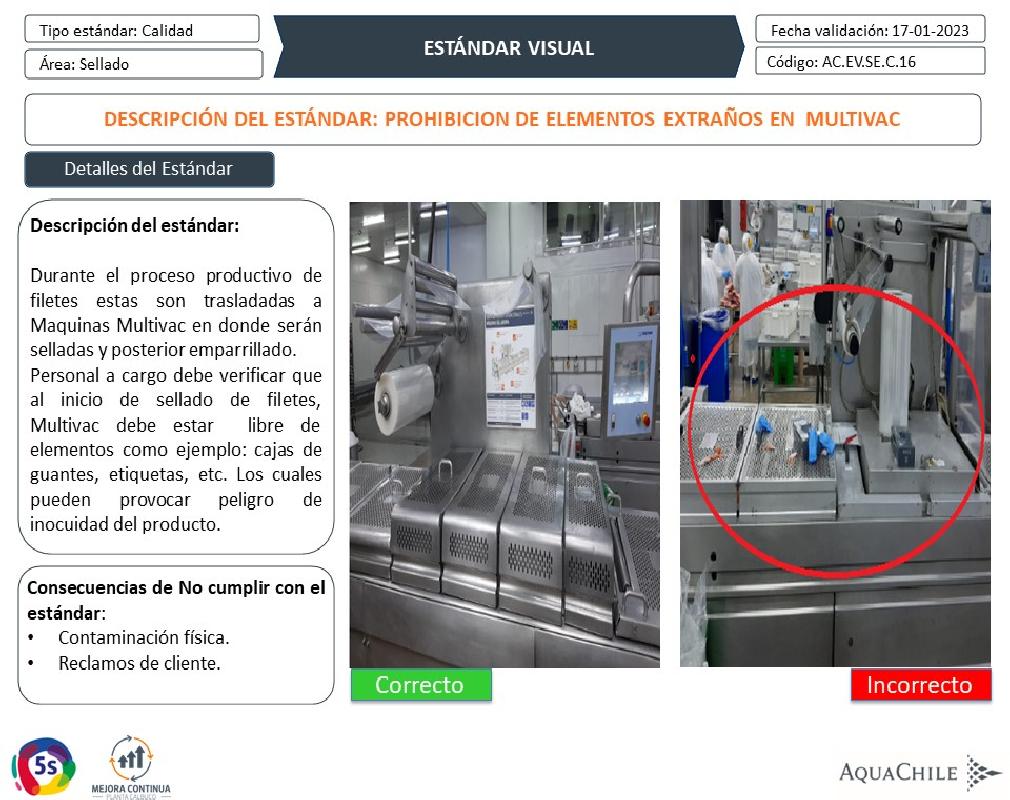 Tipo estándar: Calidad
Área: Sellado
ESTÁNDAR VISUAL
Fecha validación: 17-01-2023
Código: AC.EV.SE.C.16
DESCRIPCIÓN DEL ESTÁNDAR: PROHIBICION DE ELEMENTOS EXTRAÑOS EN MULTIVAC
Detalles del Estándar
Descripción del estándar:
Durante el proceso productivo de
filetes estas son trasladadas a
Maquinas Multivac en donde serán
selladas y posterior emparrillado.
Personal a cargo debe verificar que
al inicio de sellado de filetes,
Multivac debe estar libre de
elementos como ejemplo: cajas de
guantes, etiquetas, etc. Los cuales
pueden provocar peligro de
inocuidad del producto.
Consecuencias de No cumplir con el
estándar:
• Contaminación física.
• Reclamos de cliente.
Correcto
Incorrecto
5s
MEJORA CONTINUA
PLANTA CALBUCO
AQUACHILE